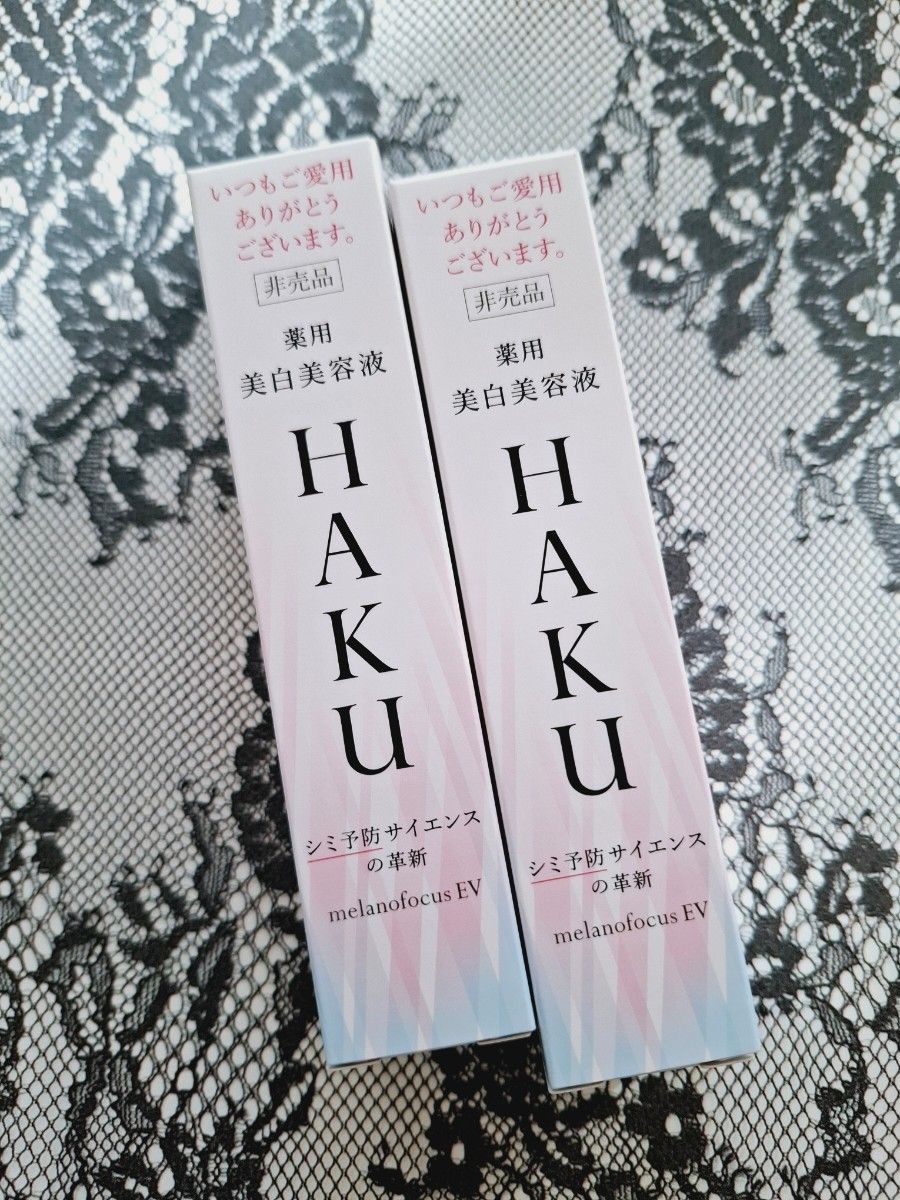 いつもご愛用
ありがとう
ございます。
非売品
薬用
美白美容液
HAKU
シミ予防サイエンス
の革新
melanofocus EV
いつもご愛用
ありがとう
ございます。
非売品
薬用
美白美容液
HAKU
シミ予防サイエンス
の革新
melanofocus EV